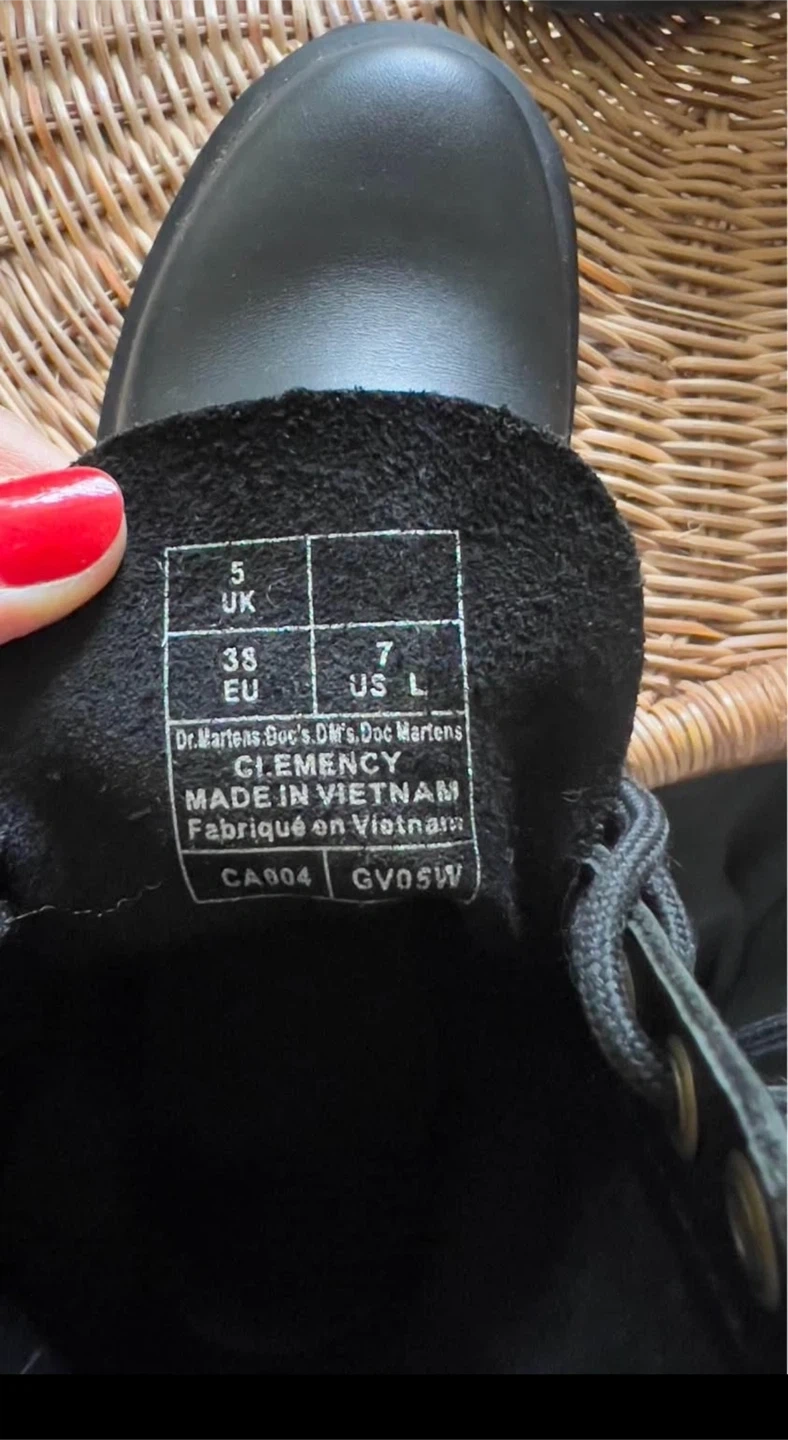 5
UK
38
EU
7
US L
Dr.Martens.Doc's.DM's.Doc Martens
CLEMENCY
MADE IN VIETNAM
Fabriqué en Vietnam
CA004
GV05W